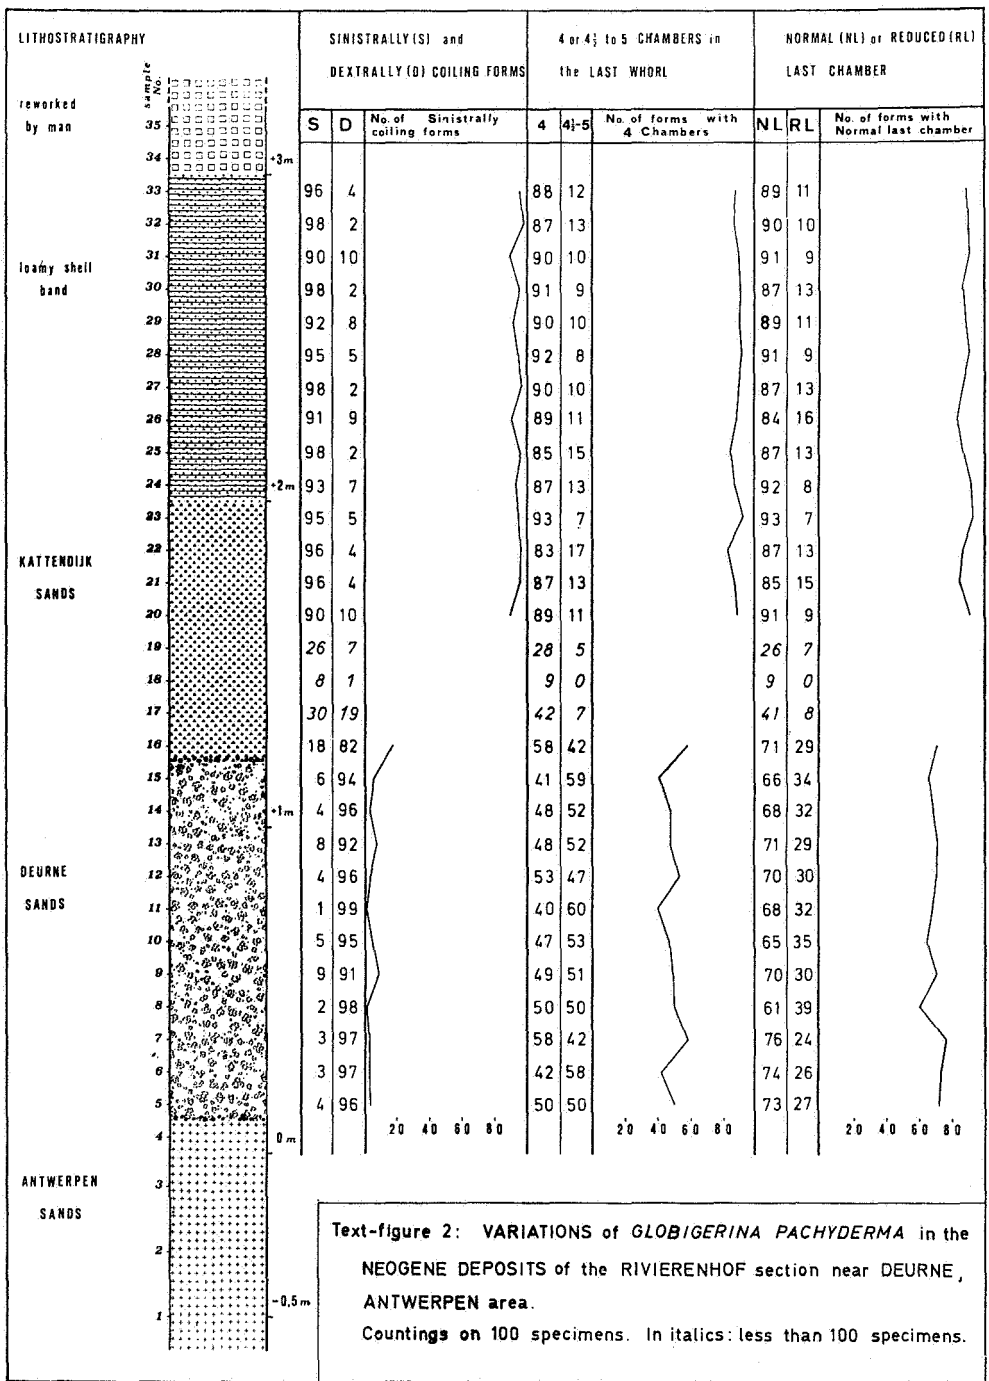 LITHOSTRATIGRAPHY
sample No.
SINISTRALLY (S) and
DEXTRALLY (D) COILING FORMS
4 or 4½ to 5 CHAMBERS in
the LAST WHORL
NORMAL (NL) or REDUCED (RL)
LAST CHAMBER
S D No. of Sinistrally coiling forms 4 4½-5 No. of forms with 4 Chambers NL RL No. of forms with Normal last chamber
reworked
by man
35
34 +3m
33 96 4 88 12 89 11
32 98 2 87 13 90 10
31 90 10 90 10 91 9
loamy shell
band
30 98 2 91 9 87 13
29 92 8 90 10 89 11
28 95 5 92 8 91 9
27 98 2 90 10 87 13
26 91 9 89 11 84 16
25 98 2 85 15 87 13
24 +2m 93 7 87 13 92 8
23 95 5 93 7 93 7
22 96 4 83 17 87 13
KATTENDIJK
SANDS
21 96 4 87 13 85 15
20 90 10 89 11 91 9
19 26 7 28 5 26 7
18 8 1 9 0 9 0
17 30 19 42 7 41 8
16 18 82 58 42 71 29
15 6 94 41 59 66 34
14 +1m 4 96 48 52 68 32
13 8 92 48 52 71 29
DEURNE
SANDS
12 4 96 53 47 70 30
11 1 99 40 60 68 32
10 5 95 47 53 65 35
9 9 91 49 51 70 30
8 2 98 50 50 61 39
7 3 97 58 42 76 24
6 3 97 42 58 74 26
5 4 96 50 50 73 27
20 40 60 80 20 40 60 80 20 40 60 80
4 0m
ANTWERPEN
SANDS
3
2
1 -0,5m
Text-figure 2: VARIATIONS of GLOBIGERINA PACHYDERMA in the
NEOGENE DEPOSITS of the RIVIERENHOF section near DEURNE,
ANTWERPEN area.
Countings on 100 specimens. In italics: less than 100 specimens.